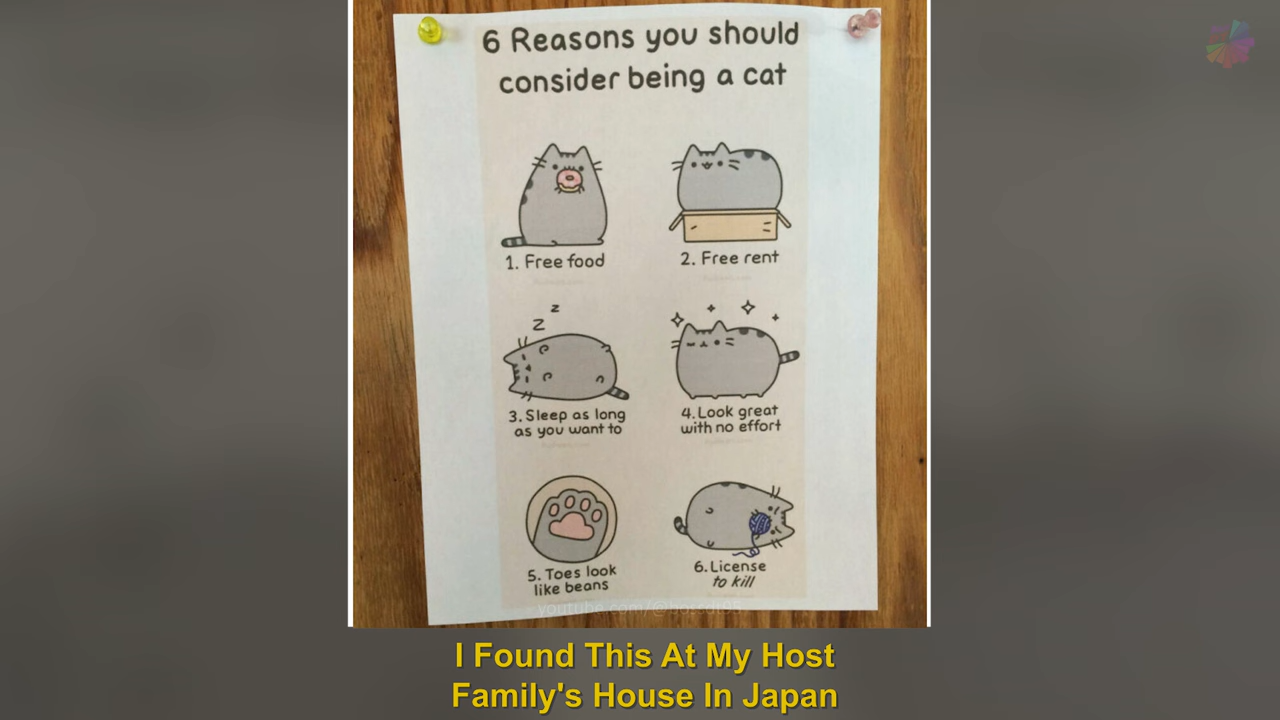 6 Reasons you should
consider being a cat
1. Free food
2. Free rent
z
z
3. Sleep as long
as you want to
4. Look great
with no effort
5. Toes look
like beans
6. License
to kill
I Found This At My Host
Family's House In Japan